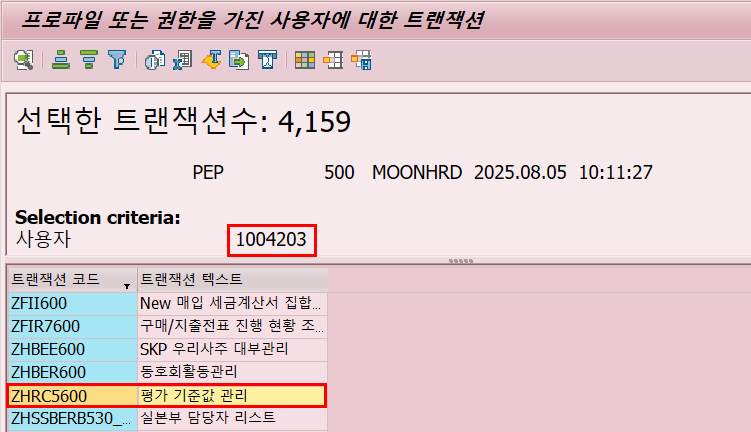 프로파일 또는 권한을 가진 사용자에 대한 트랜잭션
선택한 트랜잭션수: 4,159
PEP 500 MOONHRD 2025.08.05 10:11:27
Selection criteria:
사용자 1004203
트랜잭션 코드 트랜잭션 텍스트
ZFII600 New 매입 세금계산서 집합...
ZFIR7600 구매/지출전표 진행 현황 조...
ZHBEE600 SKP 우리사주 대부관리
ZHBER600 동호회활동관리
ZHRC5600 평가 기준값 관리
ZHSSBERB530_... 실본부 담당자 리스트